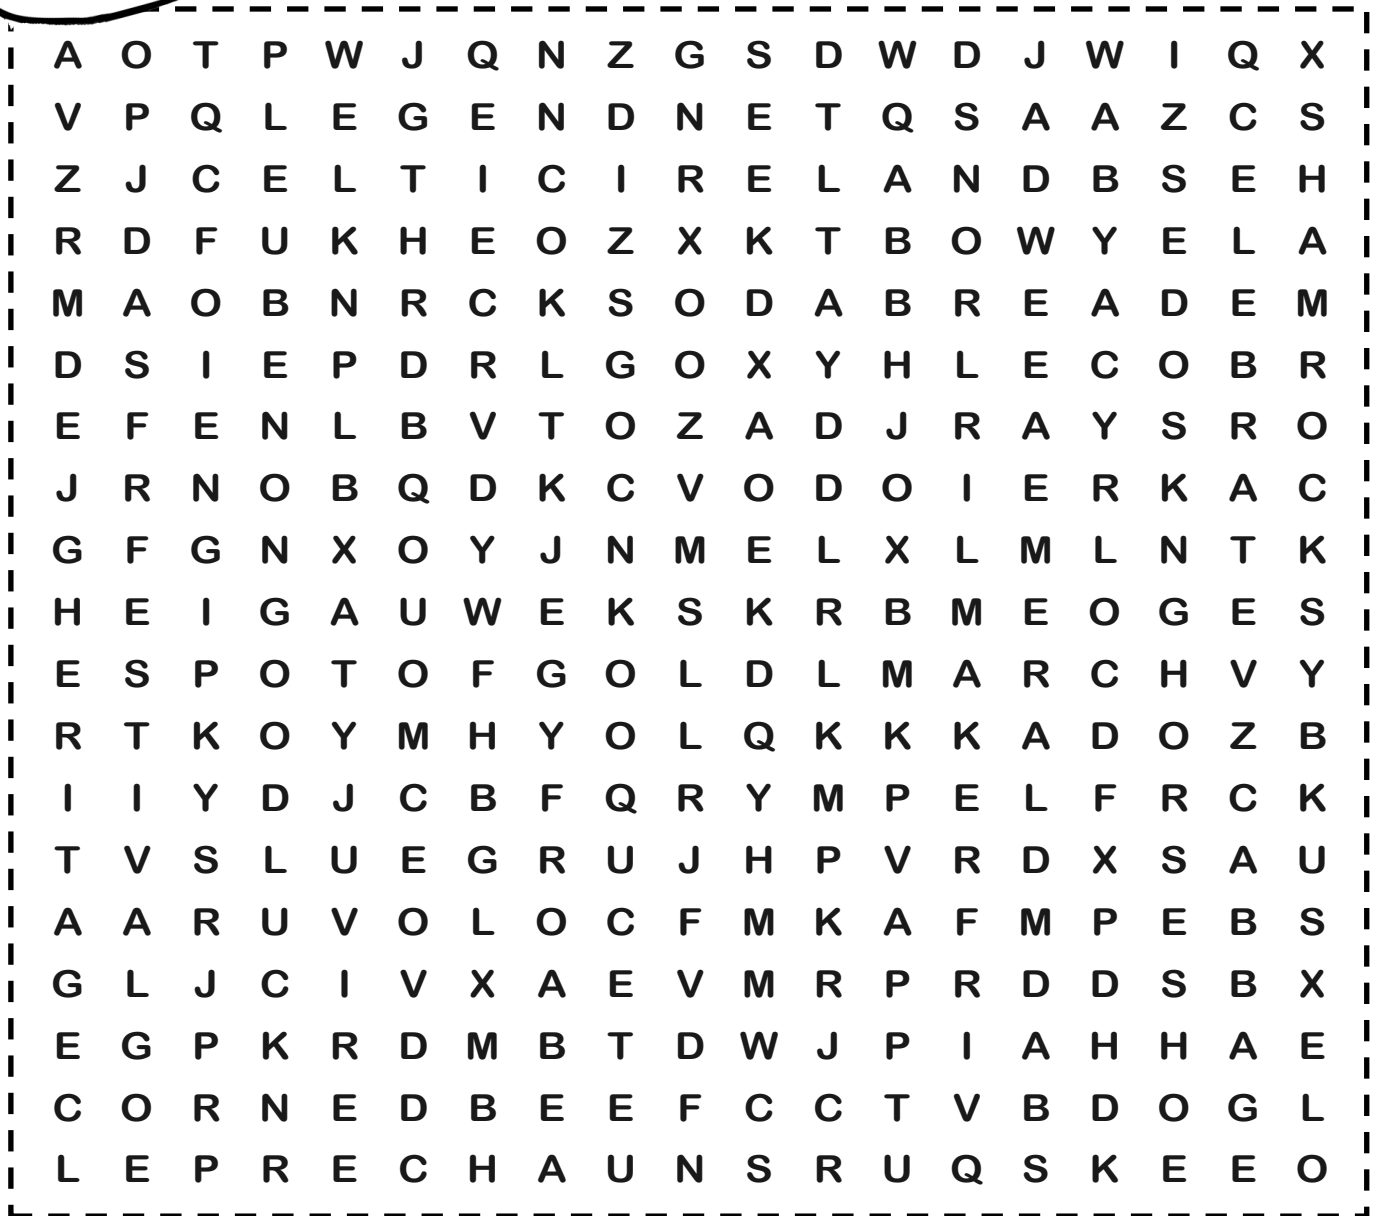 A O T P W J Q N Z G S D W D J W I Q X
V P Q L E G E N D N E T Q S A A Z C S
Z J C E L T I C I R E L A N D B S E H
R D F U K H E O Z X K T B O W Y E L A
M A O B N R C K S O D A B R E A D E M
D S I E P D R L G O X Y H L E C O B R
E F E N L B V T O Z A D J R A Y S R O
J R N O B Q D K C V O D O I E R K A C
G F G N X O Y J N M E L X L M L N T K
H E I G A U W E K S K R B M E O G E S
E S P O T O F G O L D L M A R C H V Y
R T K O Y M H Y O L Q K K K A D O Z B
I I Y D J C B F Q R Y M P E L F R C K
T V S L U E G R U J H P V R D X S A U
A A R U V O L O C F M K A F M P E B S
G L J C I V X A E V M R P R D D S B X
E G P K R D M B T D W J P I A H H A E
C O R N E D B E E F C C T V B D O G L
L E P R E C H A U N S R U Q S K E E O